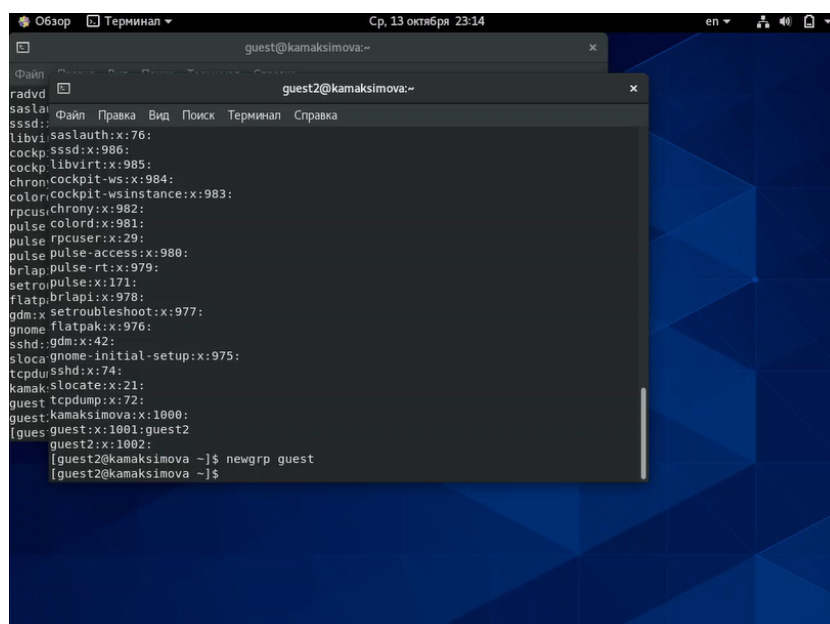 Обзор Терминал Ср, 13 октября 23:14 en
guest@kamaksimova:~
Файл
radvd
sssd:
guest2@kamaksimova:~
Файл Правка Вид Поиск Терминал Справка
saslauth:x:76:
sssd:x:986:
libvirt:x:985:
cockpit-ws:x:984:
cockpit-wsinstance:x:983:
chrony:x:982:
colord:x:981:
rpcuser:x:29:
pulse-access:x:980:
pulse-rt:x:979:
pulse:x:171:
brlapi:x:978:
setroubleshoot:x:977:
flatpak:x:976:
gdm:x:42:
gnome-initial-setup:x:975:
sshd:x:74:
slocate:x:21:
tcpdump:x:72:
kamaksimova:x:1000:
guest:x:1001:guest2
guest2:x:1002:
[guest2@kamaksimova ~]$ newgrp guest
[guest2@kamaksimova ~]$